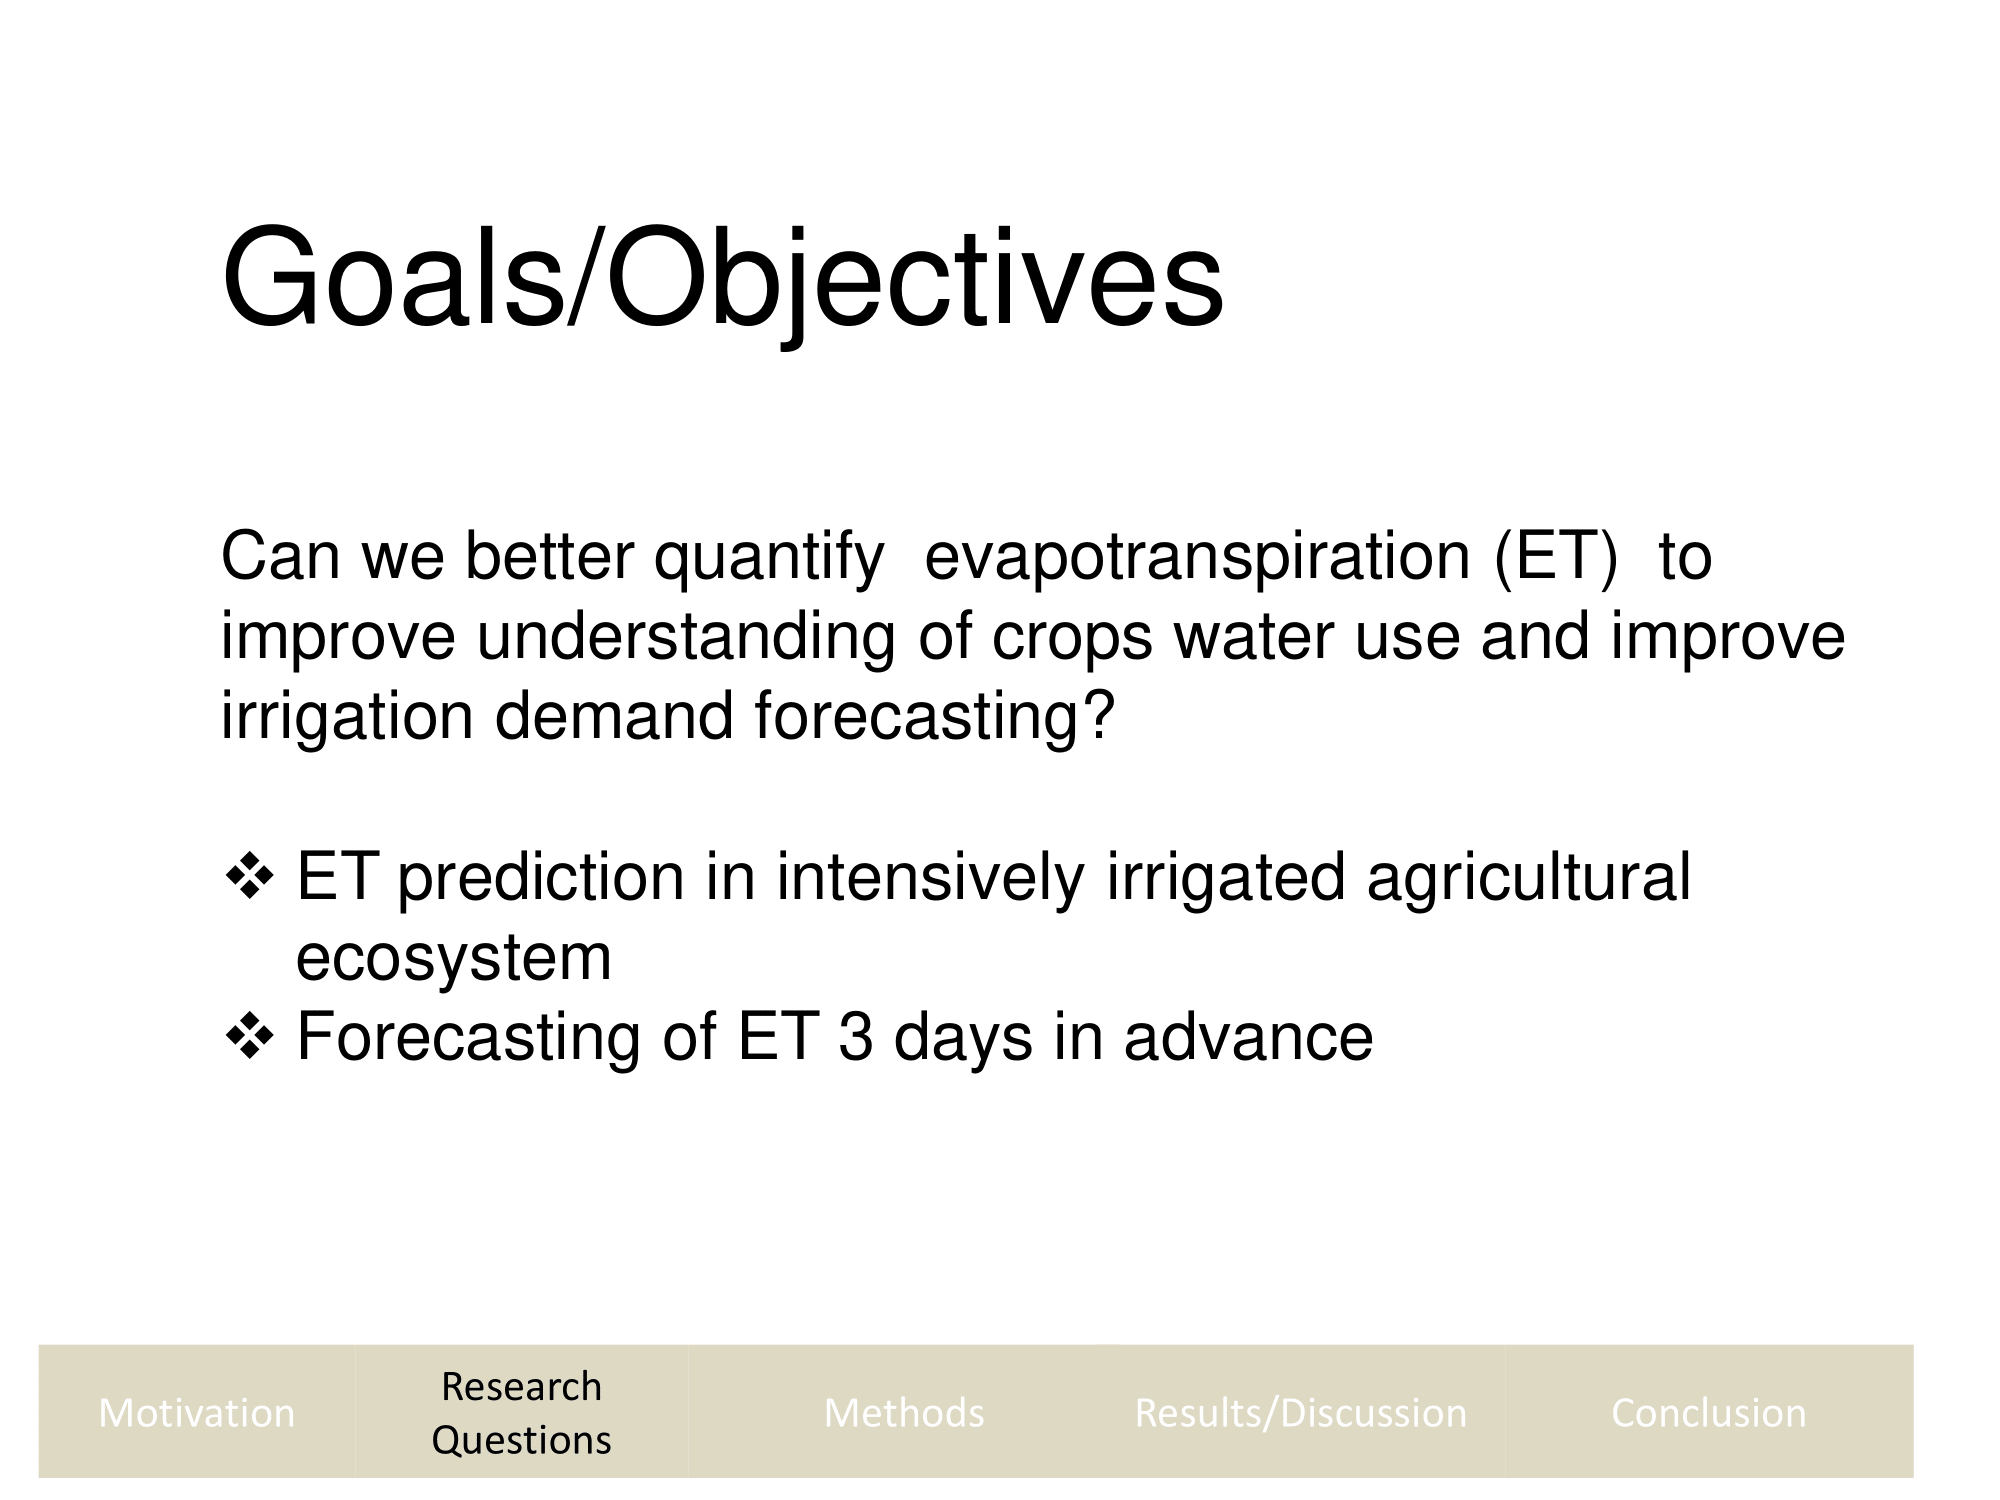 Goals/Objectives
Can we better quantify  evapotranspiration (ET)  to
improve understanding of crops water use and improve
irrigation demand forecasting?
❖ ET prediction in intensively irrigated agricultural
ecosystem
❖ Forecasting of ET 3 days in advance
Motivation
Research
Questions
Methods
Results/Discussion
Conclusion